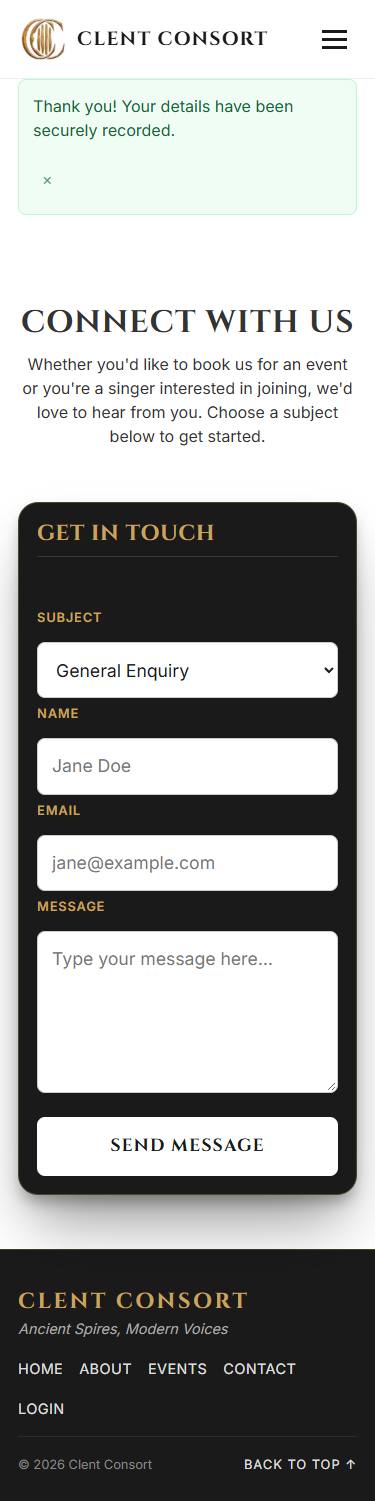 CLENT CONSORT
Thank you! Your details have been
securely recorded.
×
CONNECT WITH US
Whether you'd like to book us for an event
or you're a singer interested in joining, we'd
love to hear from you. Choose a subject
below to get started.
GET IN TOUCH
SUBJECT
General Enquiry
NAME
Jane Doe
EMAIL
jane@example.com
MESSAGE
Type your message here...
SEND MESSAGE
CLENT CONSORT
Ancient Spires, Modern Voices
HOME ABOUT EVENTS CONTACT
LOGIN
© 2026 Clent Consort BACK TO TOP ↑